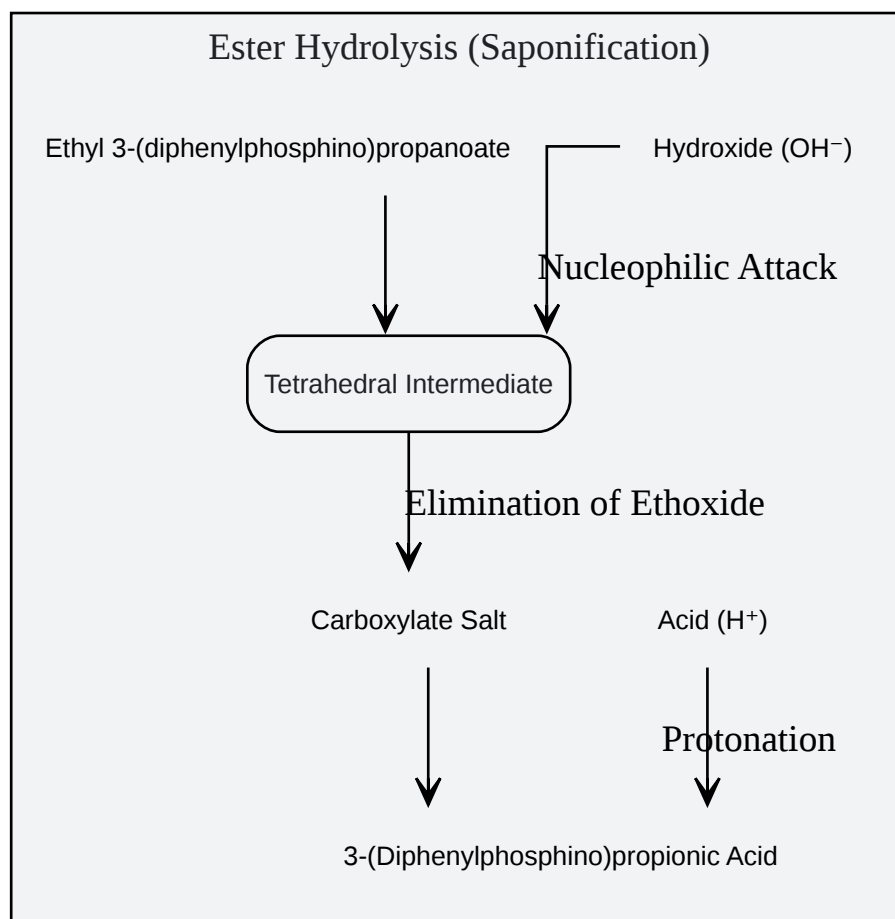 Ester Hydrolysis (Saponification)
Ethyl 3-(diphenylphosphino)propanoate
Hydroxide (OH⁻)
Nucleophilic Attack
Tetrahedral Intermediate
Elimination of Ethoxide
Carboxylate Salt
Acid (H⁺)
Protonation
3-(Diphenylphosphino)propionic Acid